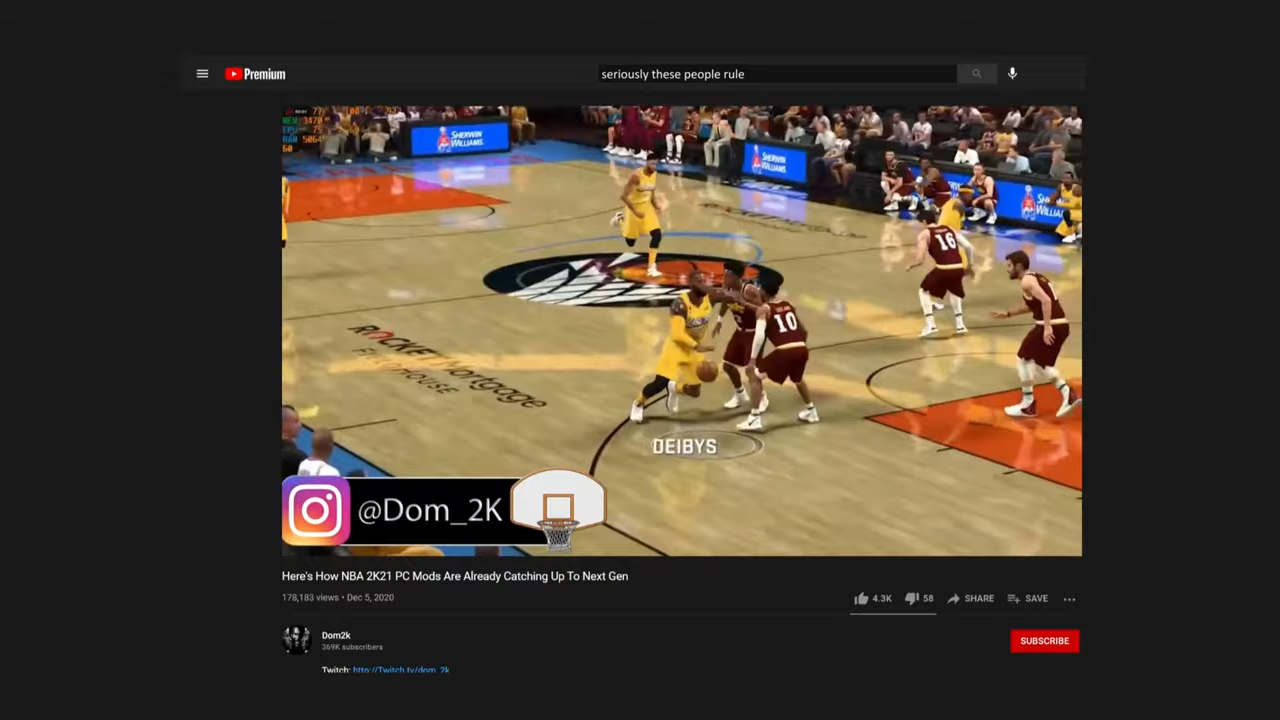 Premium
seriously these people rule
SHERWIN
WILLIAMS
SHERWIN
WILLIAMS
16
10
ROCKET Mortgage
FIELDHOUSE
DEIBYS
@Dom_2K
Here's How NBA 2K21 PC Mods Are Already Catching Up To Next Gen
178,183 views • Dec 5, 2020
4.3K
58
SHARE
SAVE
Dom2k
369K subscribers
SUBSCRIBE
Twitch: http://Twitch.tv/dom_2k